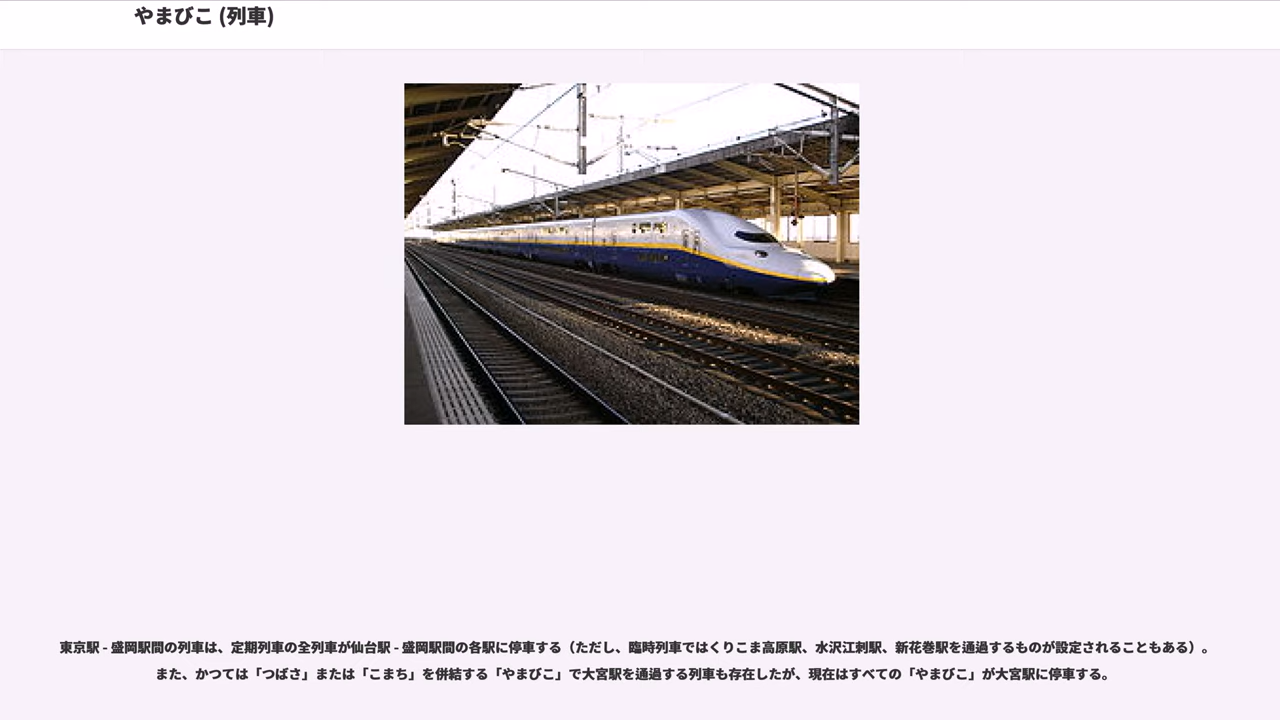 やまびこ (列車)
東京駅 - 盛岡駅間の列車は、定期列車の全列車が仙台駅 - 盛岡駅間の各駅に停車する（ただし、臨時列車ではくりこま高原駅、水沢江刺駅、新花巻駅を通過するものが設定されることもある）。
また、かつては「つばさ」または「こまち」を併結する「やまびこ」で大宮駅を通過する列車も存在したが、現在はすべての「やまびこ」が大宮駅に停車する。